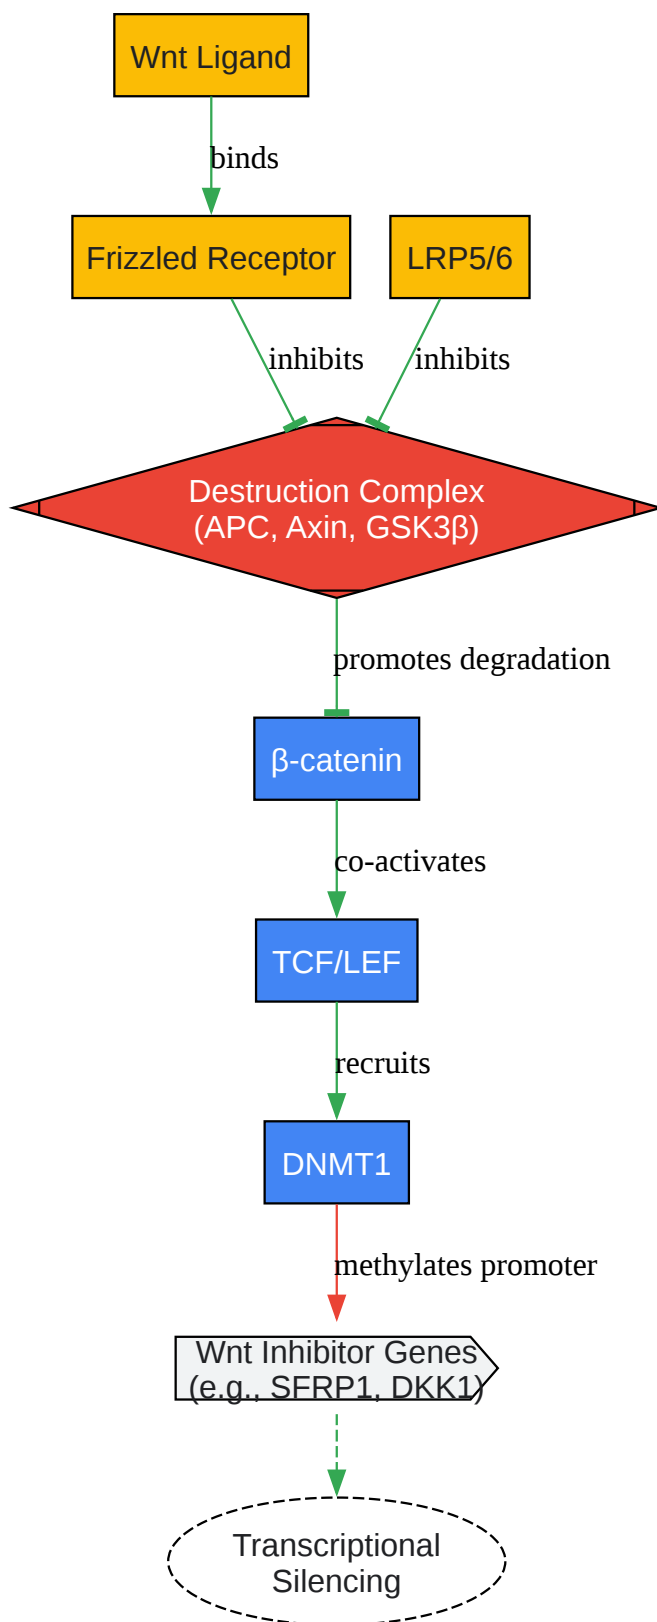 Wnt Ligand
binds
Frizzled Receptor
LRP5/6
inhibits
inhibits
Destruction Complex
(APC, Axin, GSK3β)
promotes degradation
β-catenin
co-activates
TCF/LEF
recruits
DNMT1
methylates promoter
Wnt Inhibitor Genes
(e.g., SFRP1, DKK1)
Transcriptional
Silencing